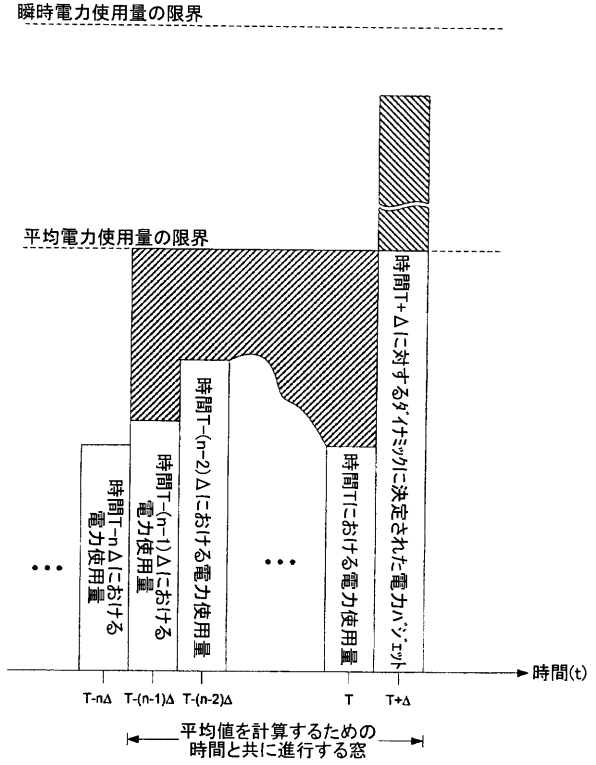 瞬時電力使用量の限界
平均電力使用量の限界
時間T-nΔにおける
電力使用量
時間T-(n-1)Δにおける
電力使用量
時間T-(n-2)Δにおける電力使用量
時間Tにおける電力使用量
時間T+Δに対するダイナミックに決定された電力バジェット
•••
•••
時間(t)
T-nΔ T-(n-1)Δ T-(n-2)Δ T T+Δ
平均値を計算するための
時間と共に進行する窓